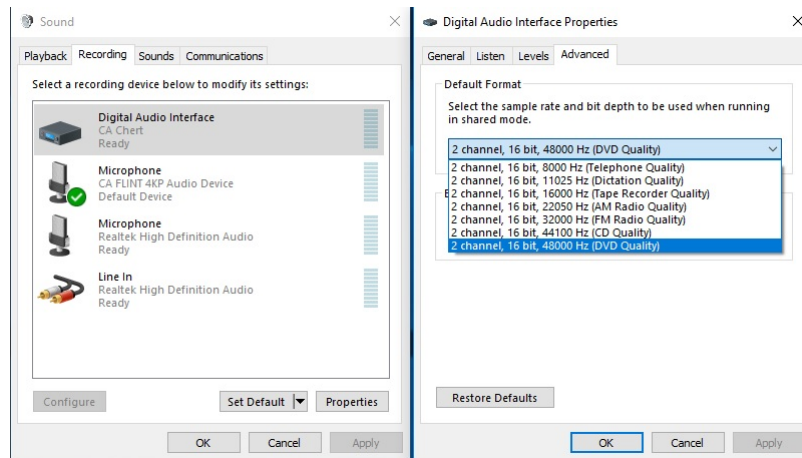 Sound
Playback Recording Sounds Communications
Select a recording device below to modify its settings:
Digital Audio Interface
CA Chert
Ready
Microphone
CA FLINT 4KP Audio Device
Default Device
Microphone
Realtek High Definition Audio
Ready
Line In
Realtek High Definition Audio
Ready
Configure Set Default Properties
OK Cancel Apply
Digital Audio Interface Properties
General Listen Levels Advanced
Default Format
Select the sample rate and bit depth to be used when running
in shared mode.
2 channel, 16 bit, 48000 Hz (DVD Quality)
2 channel, 16 bit, 8000 Hz (Telephone Quality)
2 channel, 16 bit, 11025 Hz (Dictation Quality)
2 channel, 16 bit, 16000 Hz (Tape Recorder Quality)
2 channel, 16 bit, 22050 Hz (AM Radio Quality)
2 channel, 16 bit, 32000 Hz (FM Radio Quality)
2 channel, 16 bit, 44100 Hz (CD Quality)
2 channel, 16 bit, 48000 Hz (DVD Quality)
Restore Defaults
OK Cancel Apply